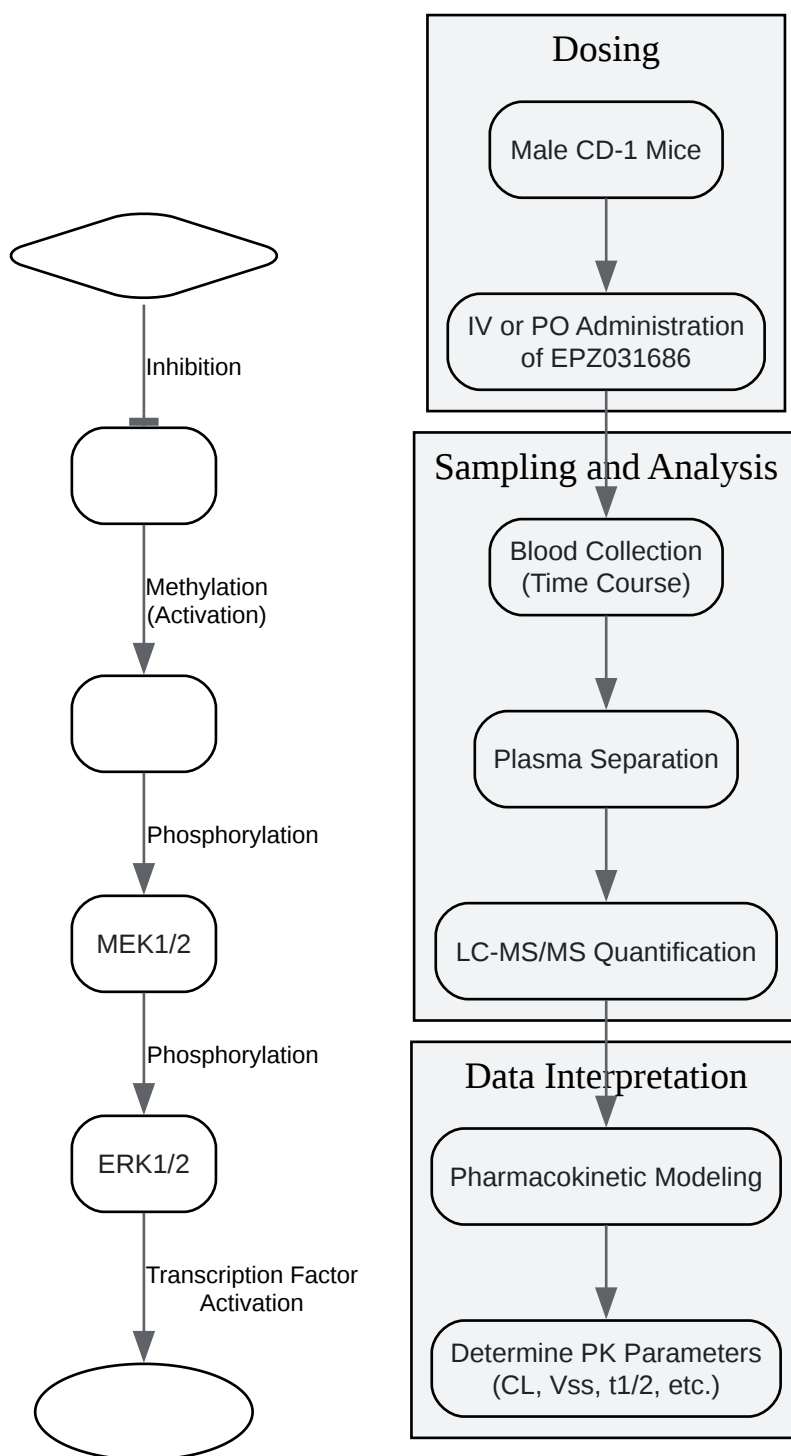 Inhibition
Methylation
(Activation)
Phosphorylation
MEK1/2
Phosphorylation
ERK1/2
Transcription Factor
Activation
Dosing
Male CD-1 Mice
IV or PO Administration
of EPZ031686
Sampling and Analysis
Blood Collection
(Time Course)
Plasma Separation
LC-MS/MS Quantification
Data Interpretation
Pharmacokinetic Modeling
Determine PK Parameters
(CL, Vss, t1/2, etc.)